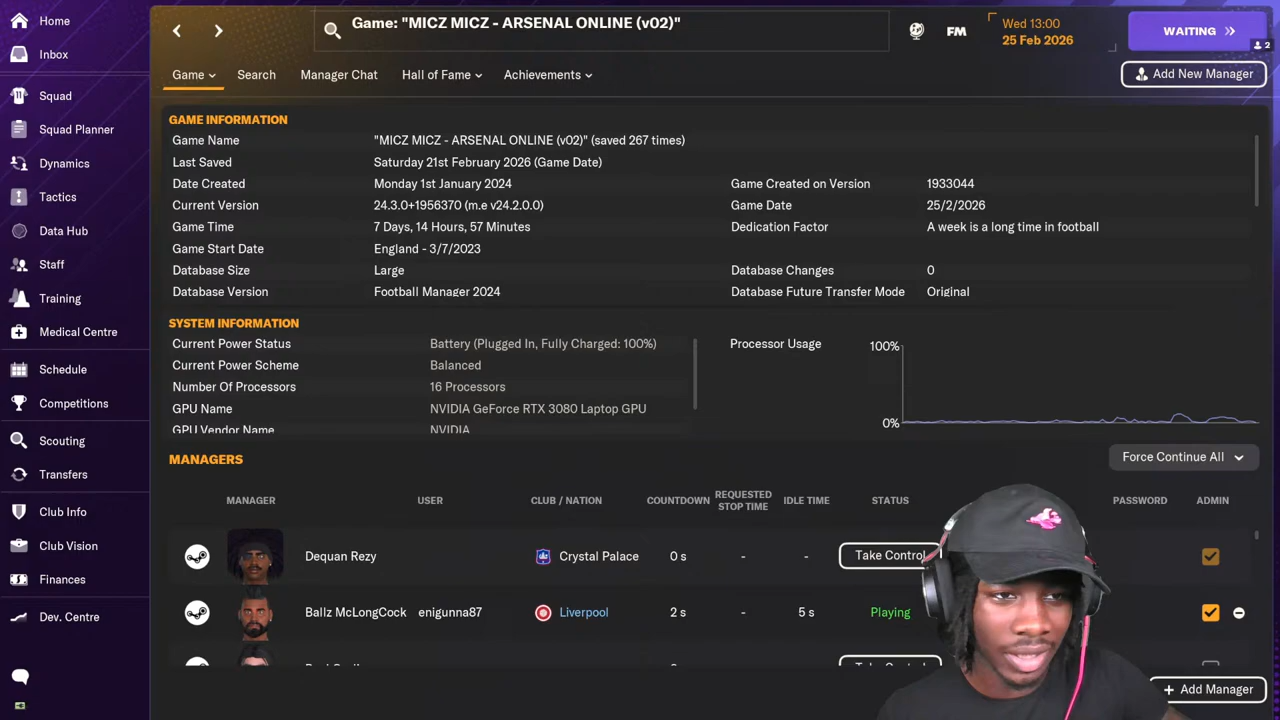 Home
Game: "MICZ MICZ - ARSENAL ONLINE (v02)"
FM
Wed 13:00
25 Feb 2026
WAITING
2
Inbox
Game
Search
Manager Chat
Hall of Fame
Achievements
Add New Manager
Squad
Squad Planner
Dynamics
Tactics
Data Hub
Staff
Training
Medical Centre
Schedule
Competitions
Scouting
Transfers
Club Info
Club Vision
Finances
Dev. Centre
GAME INFORMATION
Game Name "MICZ MICZ - ARSENAL ONLINE (v02)" (saved 267 times)
Last Saved Saturday 21st February 2026 (Game Date)
Date Created Monday 1st January 2024 Game Created on Version 1933044
Current Version 24.3.0+1956370 (m.e v24.2.0.0) Game Date 25/2/2026
Game Time 7 Days, 14 Hours, 57 Minutes Dedication Factor A week is a long time in football
Game Start Date England - 3/7/2023
Database Size Large Database Changes 0
Database Version Football Manager 2024 Database Future Transfer Mode Original
SYSTEM INFORMATION
Current Power Status Battery (Plugged In, Fully Charged: 100%) Processor Usage 100%
Current Power Scheme Balanced
Number Of Processors 16 Processors
GPU Name NVIDIA GeForce RTX 3080 Laptop GPU
0%
GPU Vendor Name NVIDIA
MANAGERS Force Continue All
MANAGER USER CLUB / NATION COUNTDOWN REQUESTED STOP TIME IDLE TIME STATUS PASSWORD ADMIN
Dequan Rezy Crystal Palace 0 s - - Take Control
Ballz McLongCock enigunna87 Liverpool 2 s - 5 s Playing
+ Add Manager